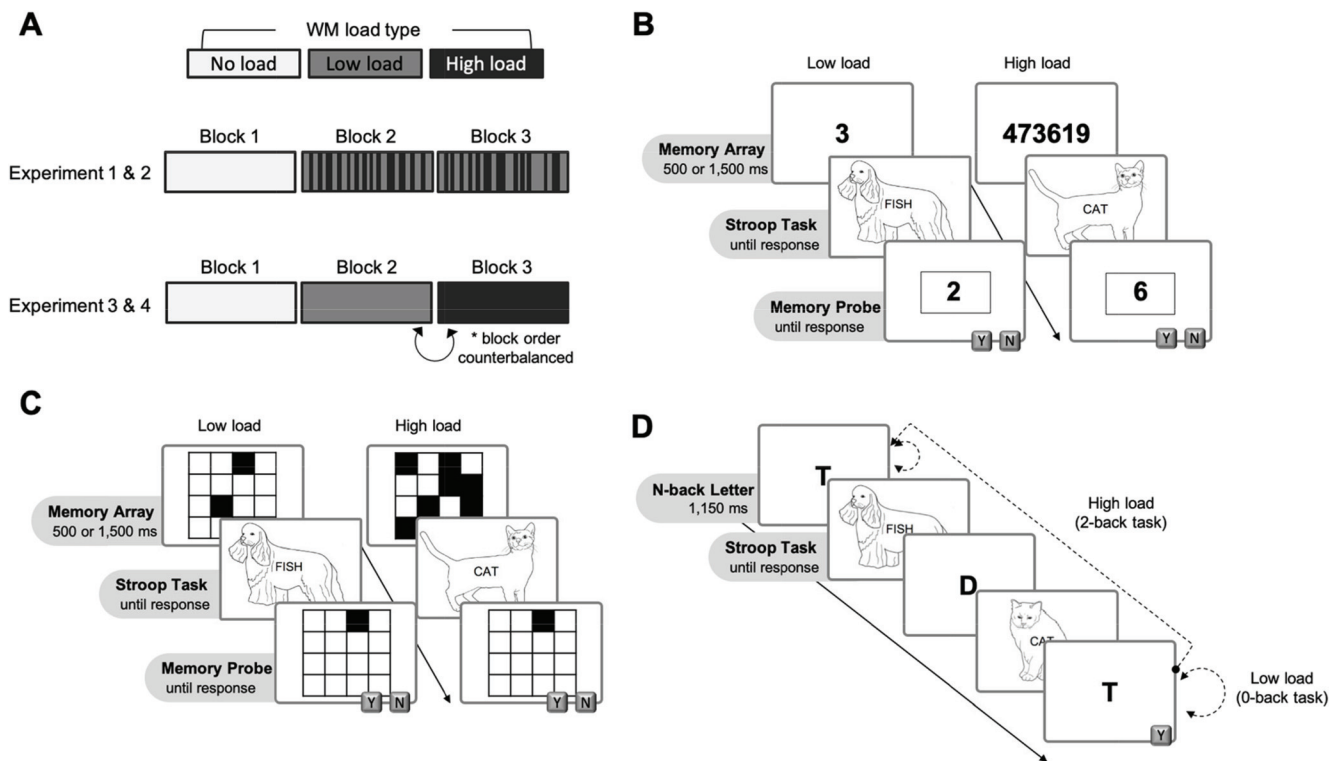 A
WM load type
No load
Low load
High load
Block 1
Block 2
Block 3
Experiment 1 & 2
Block 1
Block 2
Block 3
Experiment 3 & 4
* block order
counterbalanced
B
Low load
High load
3
473619
Memory Array
500 or 1,500 ms
FISH
CAT
Stroop Task
until response
2
6
Memory Probe
until response
Y
N
Y
N
C
Low load
High load
Memory Array
500 or 1,500 ms
FISH
CAT
Stroop Task
until response
Memory Probe
until response
Y
N
Y
N
D
T
N-back Letter
1,150 ms
FISH
Stroop Task
until response
D
CAT
T
High load
(2-back task)
Low load
(0-back task)
Y